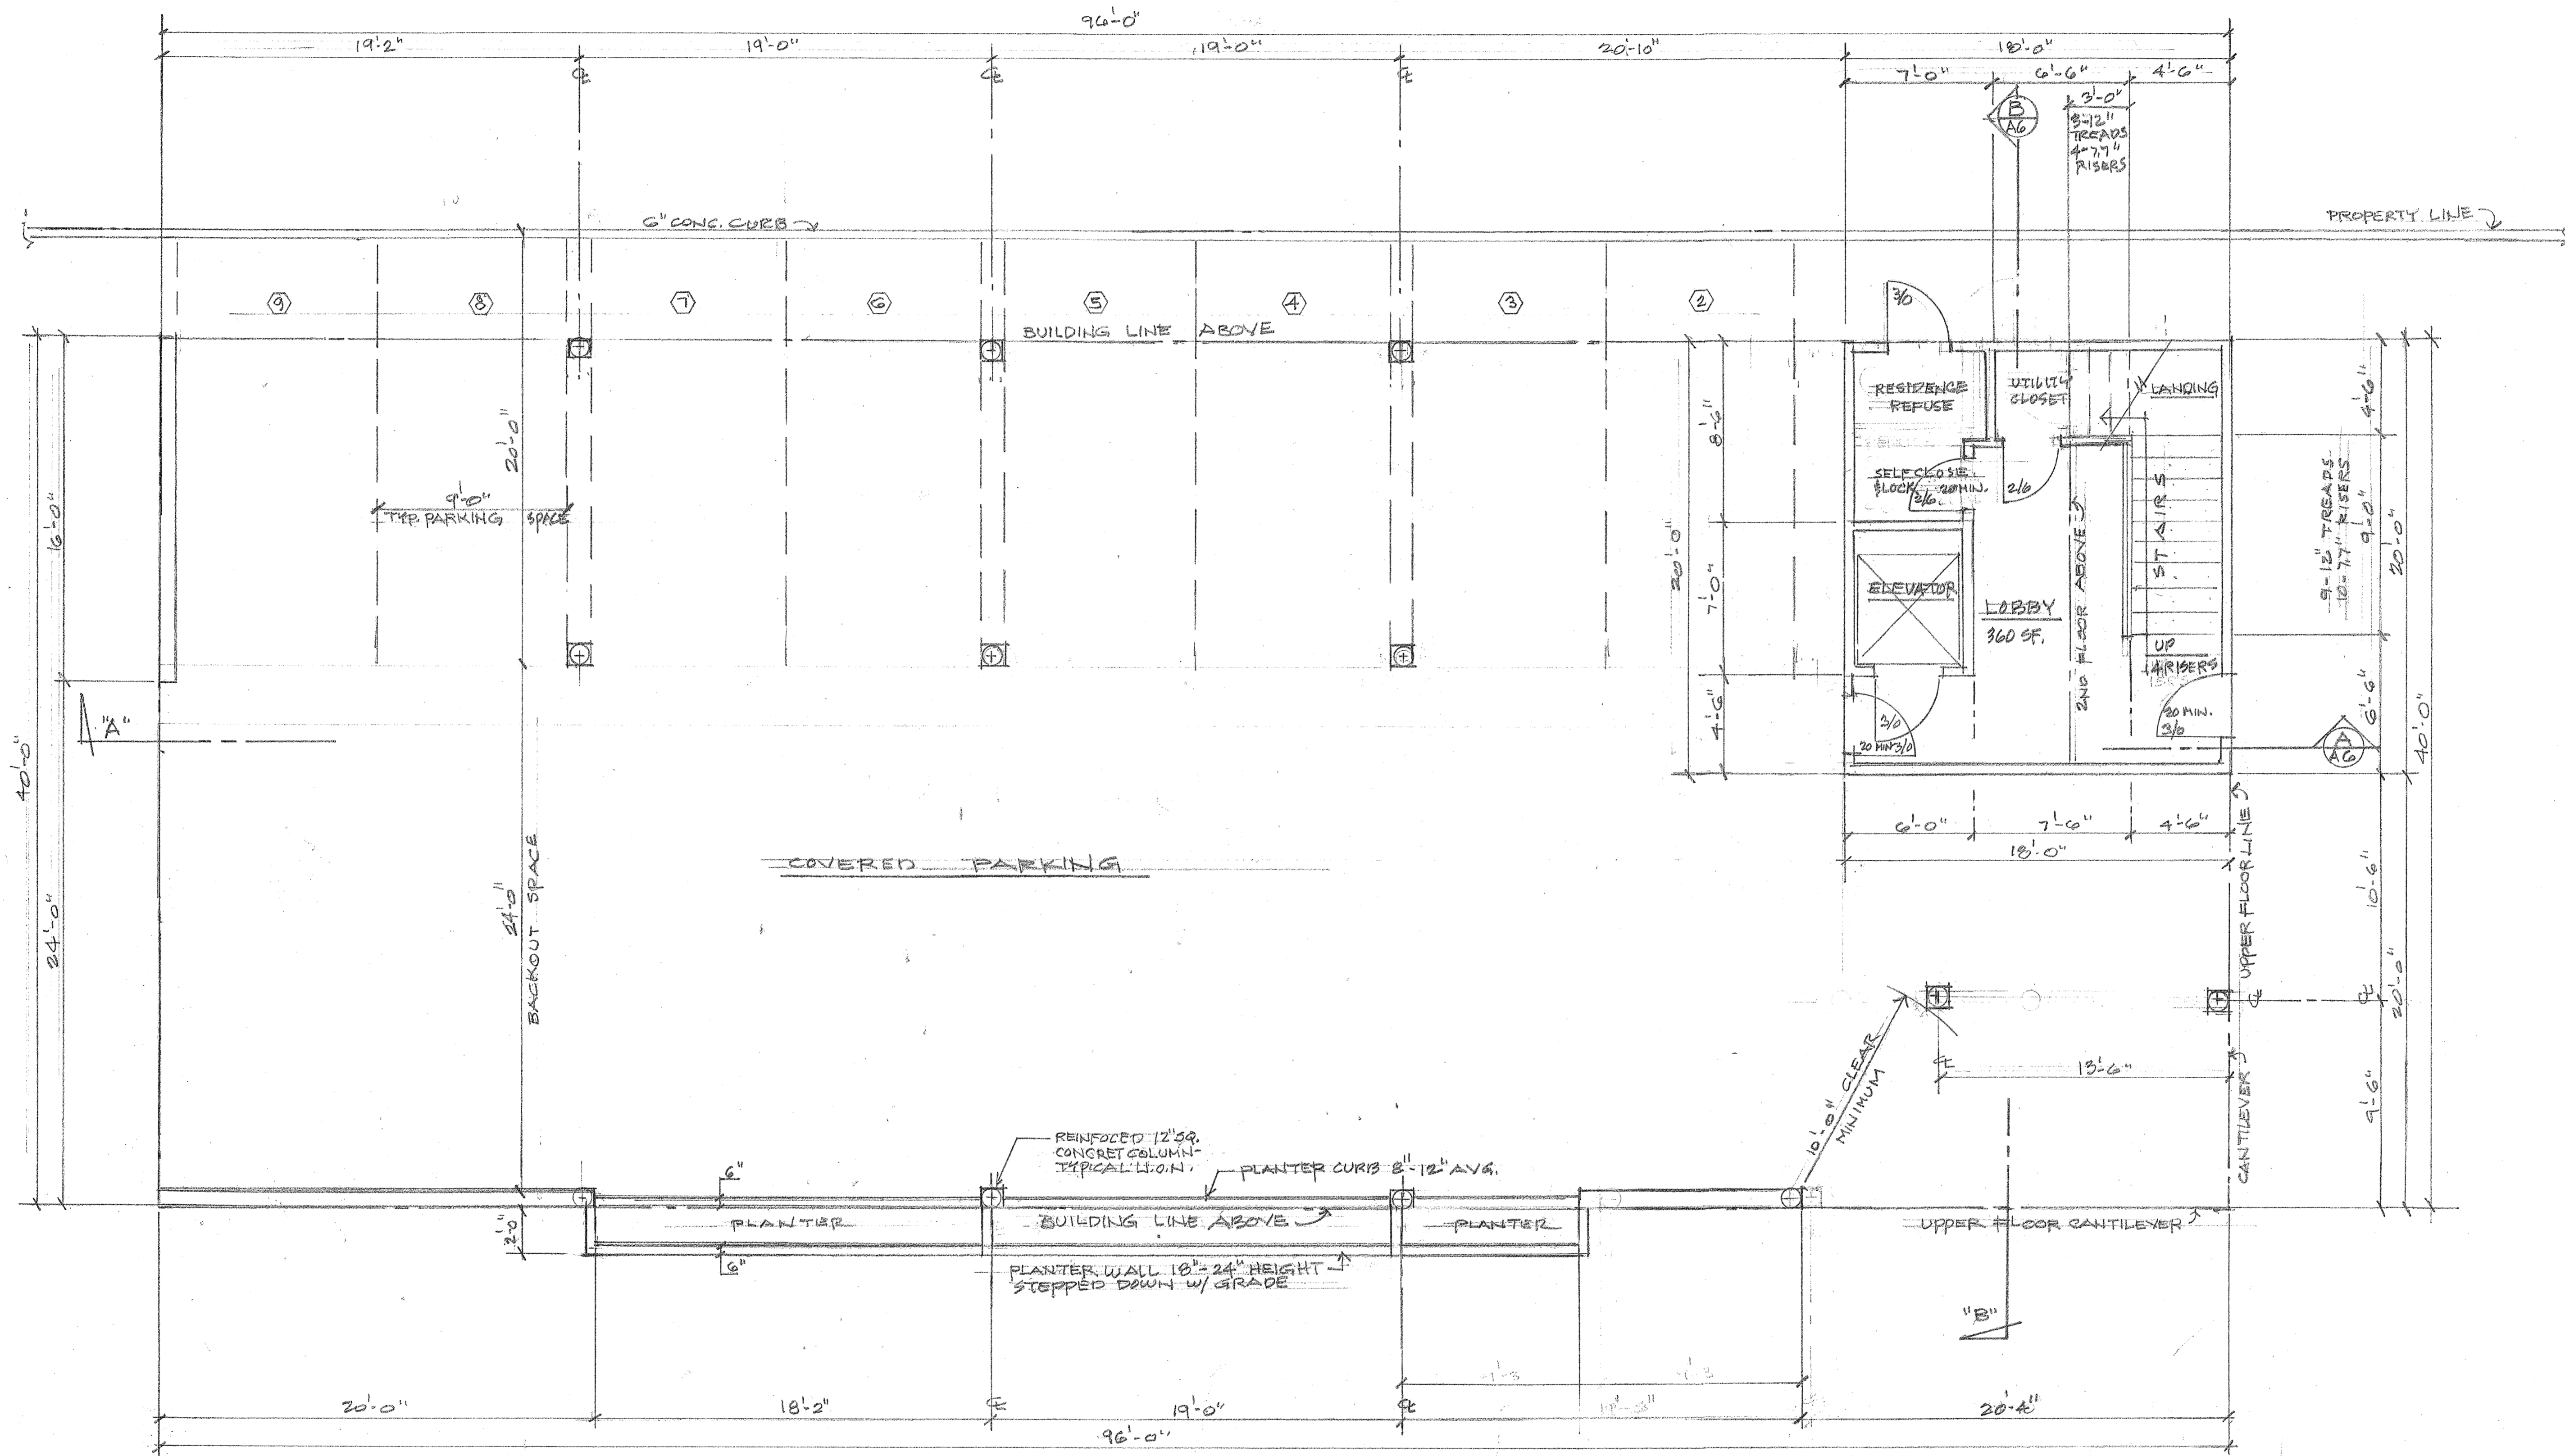 96'-0"
19'-2"
19'-0"
19'-0"
20'-10"
18'-0"
7'-0"
6'-6"
4'-6"
3'-0"
3-12"
TREADS
4-7.7"
RISERS
B
A6
6" CONC. CURB
PROPERTY LINE
9
8
7
6
5
4
3
2
BUILDING LINE ABOVE
3/0
RESIDENCE
REFUSE
UTILITY
CLOSET
LANDING
SELF CLOSE
& LOCK 20 MIN.
2/6
2/6
STAIRS
2ND FLOOR ABOVE
ELEVATOR
LOBBY
360 SF.
UP
14 RISERS
20 MIN.
3/0
3/0
20 MIN 3/0
8'-6"
7'-0"
4'-6"
20'-0"
4'-6"
9-12" TREADS
10-7.7" RISERS
9'-0"
6'-6"
20'-0"
40'-0"
A
A6
40'-0"
16'-0"
24'-0"
20'-0"
9'-0"
TYP. PARKING SPACE
"A"
24'-0"
BACKOUT SPACE
COVERED PARKING
6'-0"
7'-6"
4'-6"
18'-0"
UPPER FLOOR LINE
CANTILEVER
10'-6"
20'-0"
9'-6"
℄
℄
℄
13'-6"
10'-0" CLEAR
MINIMUM
REINFOCED 12" SQ.
CONCRET COLUMN-
TYPICAL U.O.N.
PLANTER CURB 8"-12" AVG.
6"
PLANTER
BUILDING LINE ABOVE
PLANTER
UPPER FLOOR CANTILEVER
2'-0"
6"
PLANTER WALL 18"-24" HEIGHT
STEPPED DOWN W/ GRADE
"B"
20'-0"
18'-2"
℄
19'-0"
℄
20'-4"
96'-0"